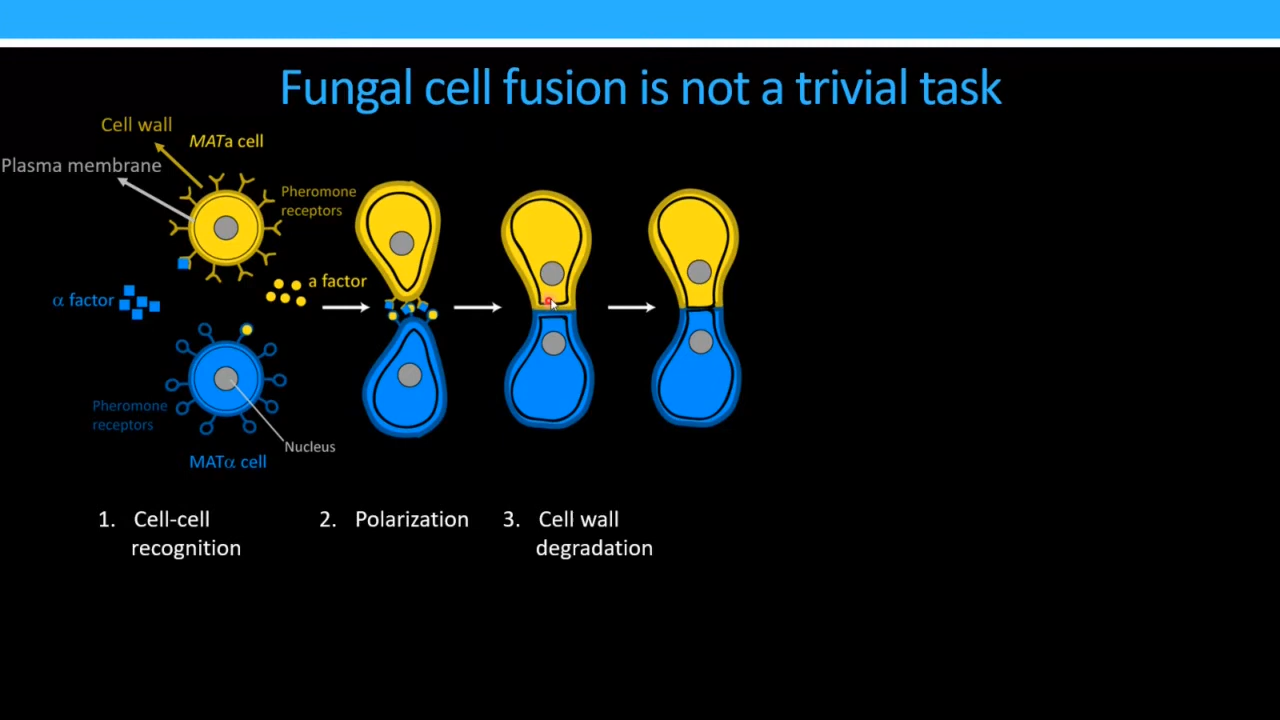 Fungal cell fusion is not a trivial task
Cell wall
MATa cell
Plasma membrane
Pheromone
receptors
a factor
α factor
Pheromone
receptors
Nucleus
MATα cell
1. Cell-cell
recognition
2. Polarization
3. Cell wall
degradation